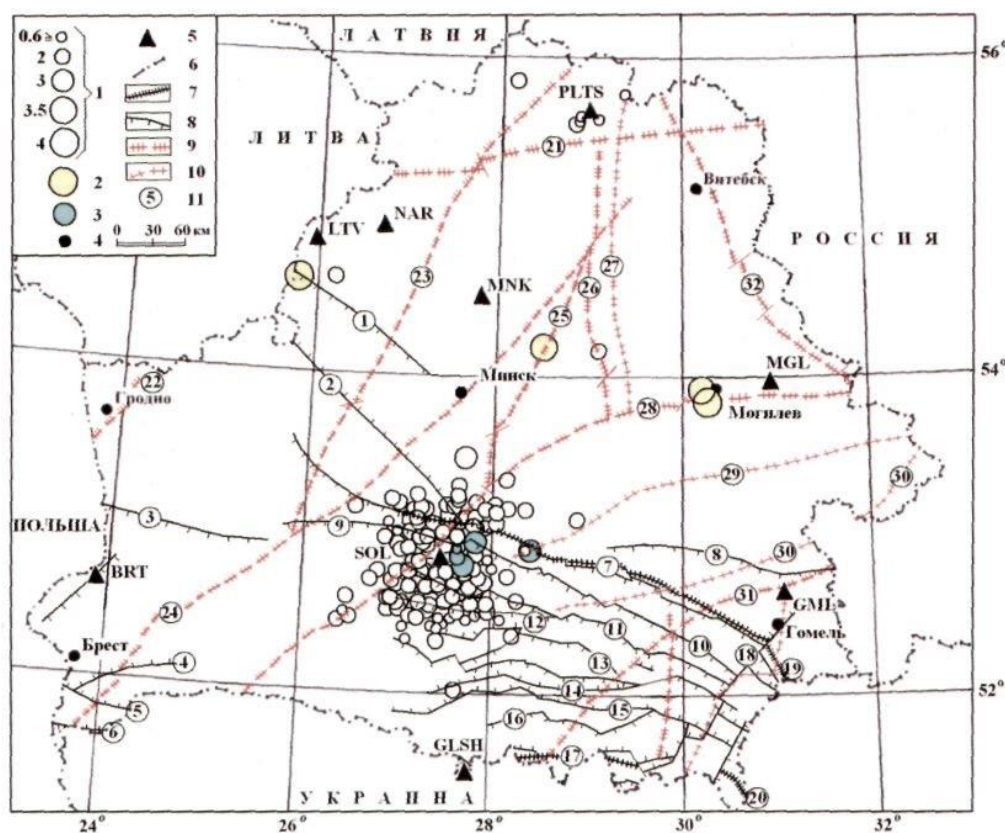 0.6≥
2
3
3.5
4
1
2
3
4
5
6
7
8
9
10
5 11
0 30 60 км
ЛАТВИЯ
56°
PLTS
ЛИТВА
21
Витебск
NAR
LTV
РОССИЯ
23
27
26
32
MNK
1
25
22
2
Минск
MGL
54°
Гродно
28
Могилев
29
30
ПОЛЬША
3
9
SOL
7
8
30
BRT
31
GML
24
12
11
Гомель
Брест
10
13
18
4
19
14
52°
5
15
16
6
GLSH
17
20
УКРАИНА
24°
26°
28°
30°
32°